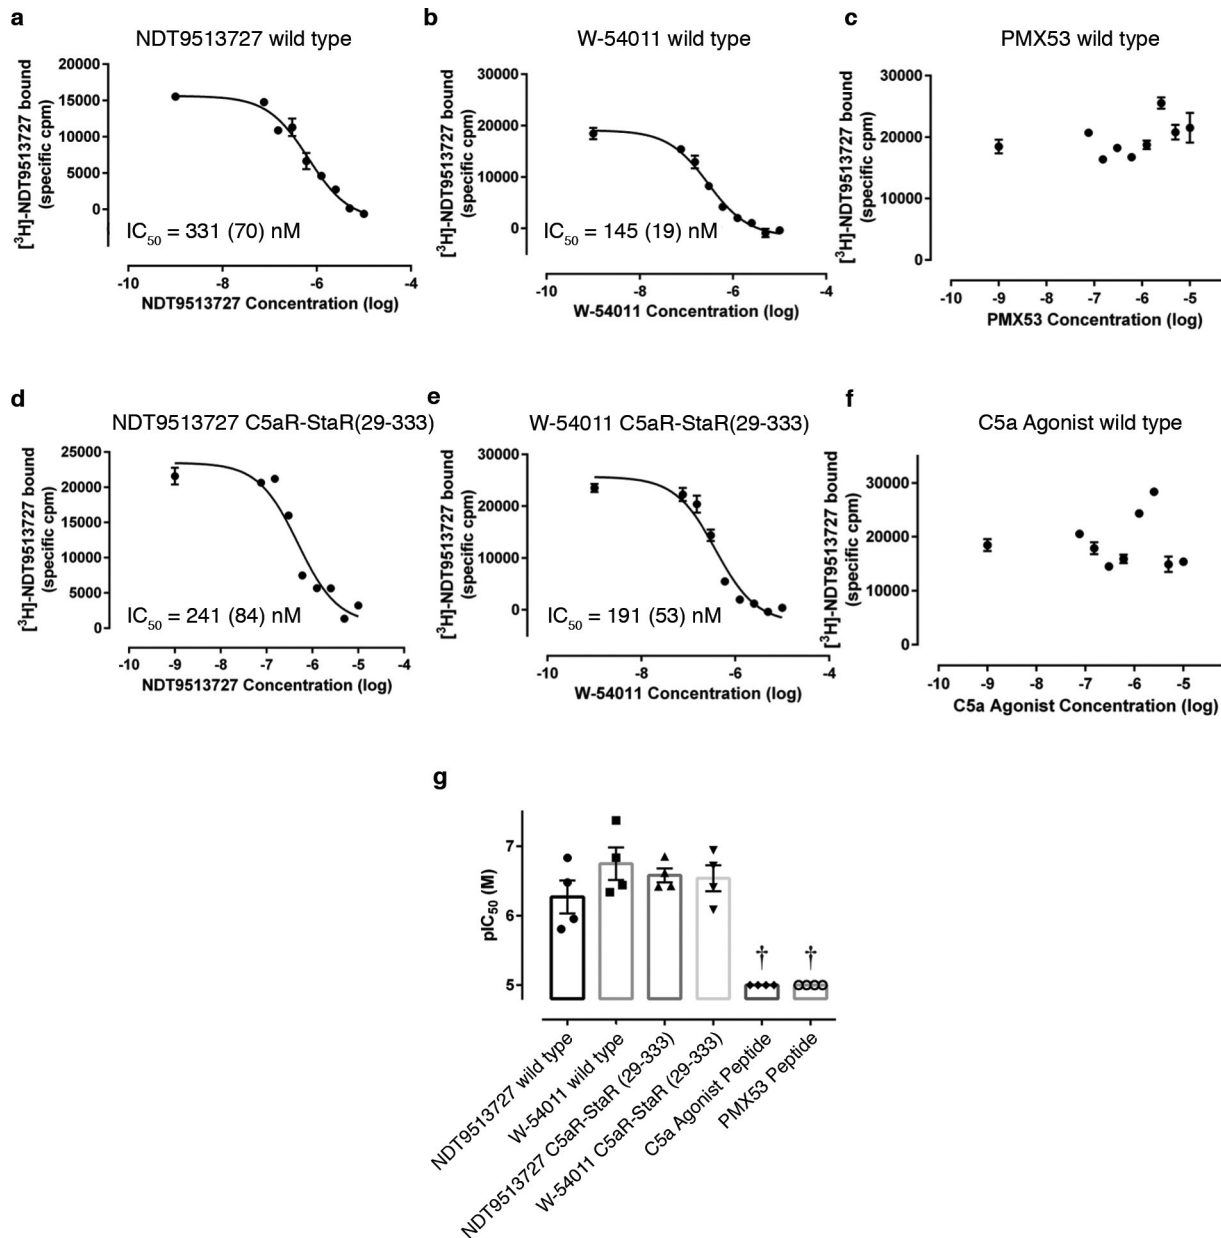 a
NDT9513727 wild type
[³H]-NDT9513727 bound
(specific cpm)
20000
15000
10000
5000
0
IC₅₀ = 331 (70) nM
-10
-8
-6
-4
NDT9513727 Concentration (log)
b
W-54011 wild type
[³H]-NDT9513727 bound
(specific cpm)
30000
20000
10000
0
IC₅₀ = 145 (19) nM
-10
-8
-6
-4
W-54011 Concentration (log)
c
PMX53 wild type
[³H]-NDT9513727 bound
(specific cpm)
30000
20000
10000
0
-10
-9
-8
-7
-6
-5
PMX53 Concentration (log)
d
NDT9513727 C5aR-StaR(29-333)
[³H]-NDT9513727 bound
(specific cpm)
25000
20000
15000
10000
5000
0
IC₅₀ = 241 (84) nM
-10
-9
-8
-7
-6
-5
-4
NDT9513727 Concentration (log)
e
W-54011 C5aR-StaR(29-333)
[³H]-NDT9513727 bound
(specific cpm)
30000
20000
10000
0
IC₅₀ = 191 (53) nM
-10
-8
-6
-4
W-54011 Concentration (log)
f
C5a Agonist wild type
[³H]-NDT9513727 bound
(specific cpm)
30000
20000
10000
0
-10
-9
-8
-7
-6
-5
C5a Agonist Concentration (log)
g
pIC₅₀ (M)
7
6
5
†
†
NDT9513727 wild type
W-54011 wild type
NDT9513727 C5aR-StaR (29-333)
W-54011 C5aR-StaR (29-333)
C5a Agonist Peptide
PMX53 Peptide